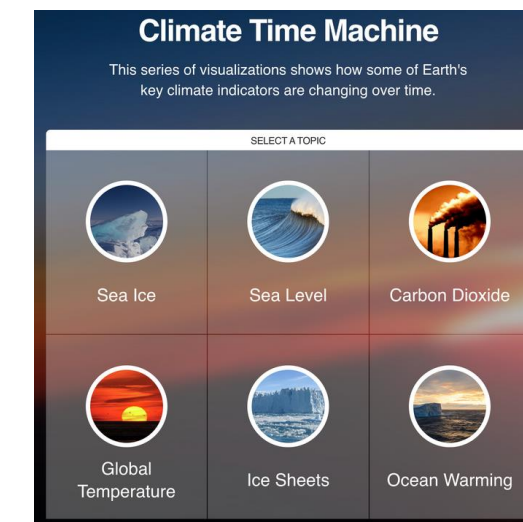 Climate Time Machine
This series of visualizations shows how some of Earth's
key climate indicators are changing over time.
SELECT A TOPIC
Sea Ice
Sea Level
Carbon Dioxide
Global
Temperature
Ice Sheets
Ocean Warming